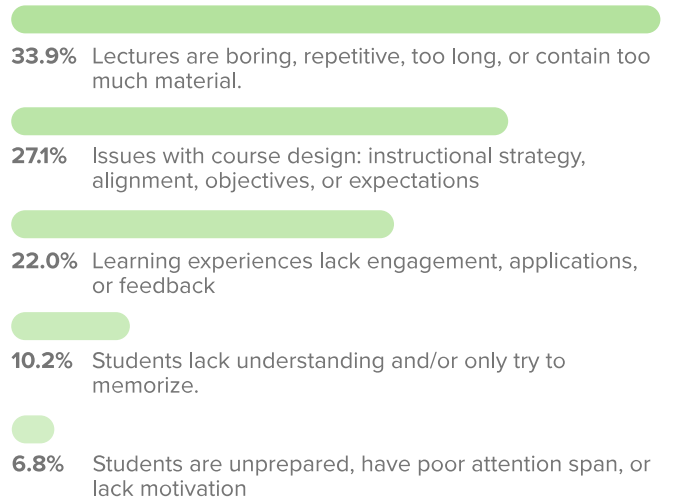 33.9% Lectures are boring, repetitive, too long, or contain too
much material.
27.1% Issues with course design: instructional strategy,
alignment, objectives, or expectations
22.0% Learning experiences lack engagement, applications,
or feedback
10.2% Students lack understanding and/or only try to
memorize.
6.8% Students are unprepared, have poor attention span, or
lack motivation